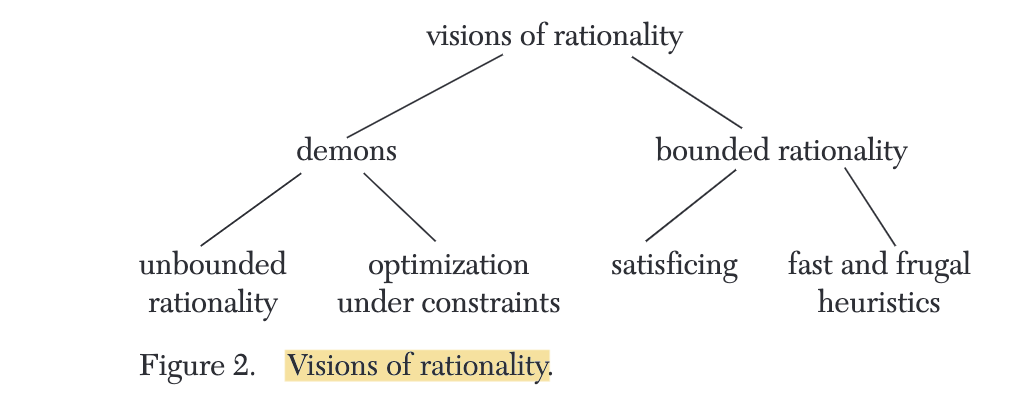 visions of rationality
demons
bounded rationality
unbounded
rationality
optimization
under constraints
satisficing
fast and frugal
heuristics
Figure 2. Visions of rationality.